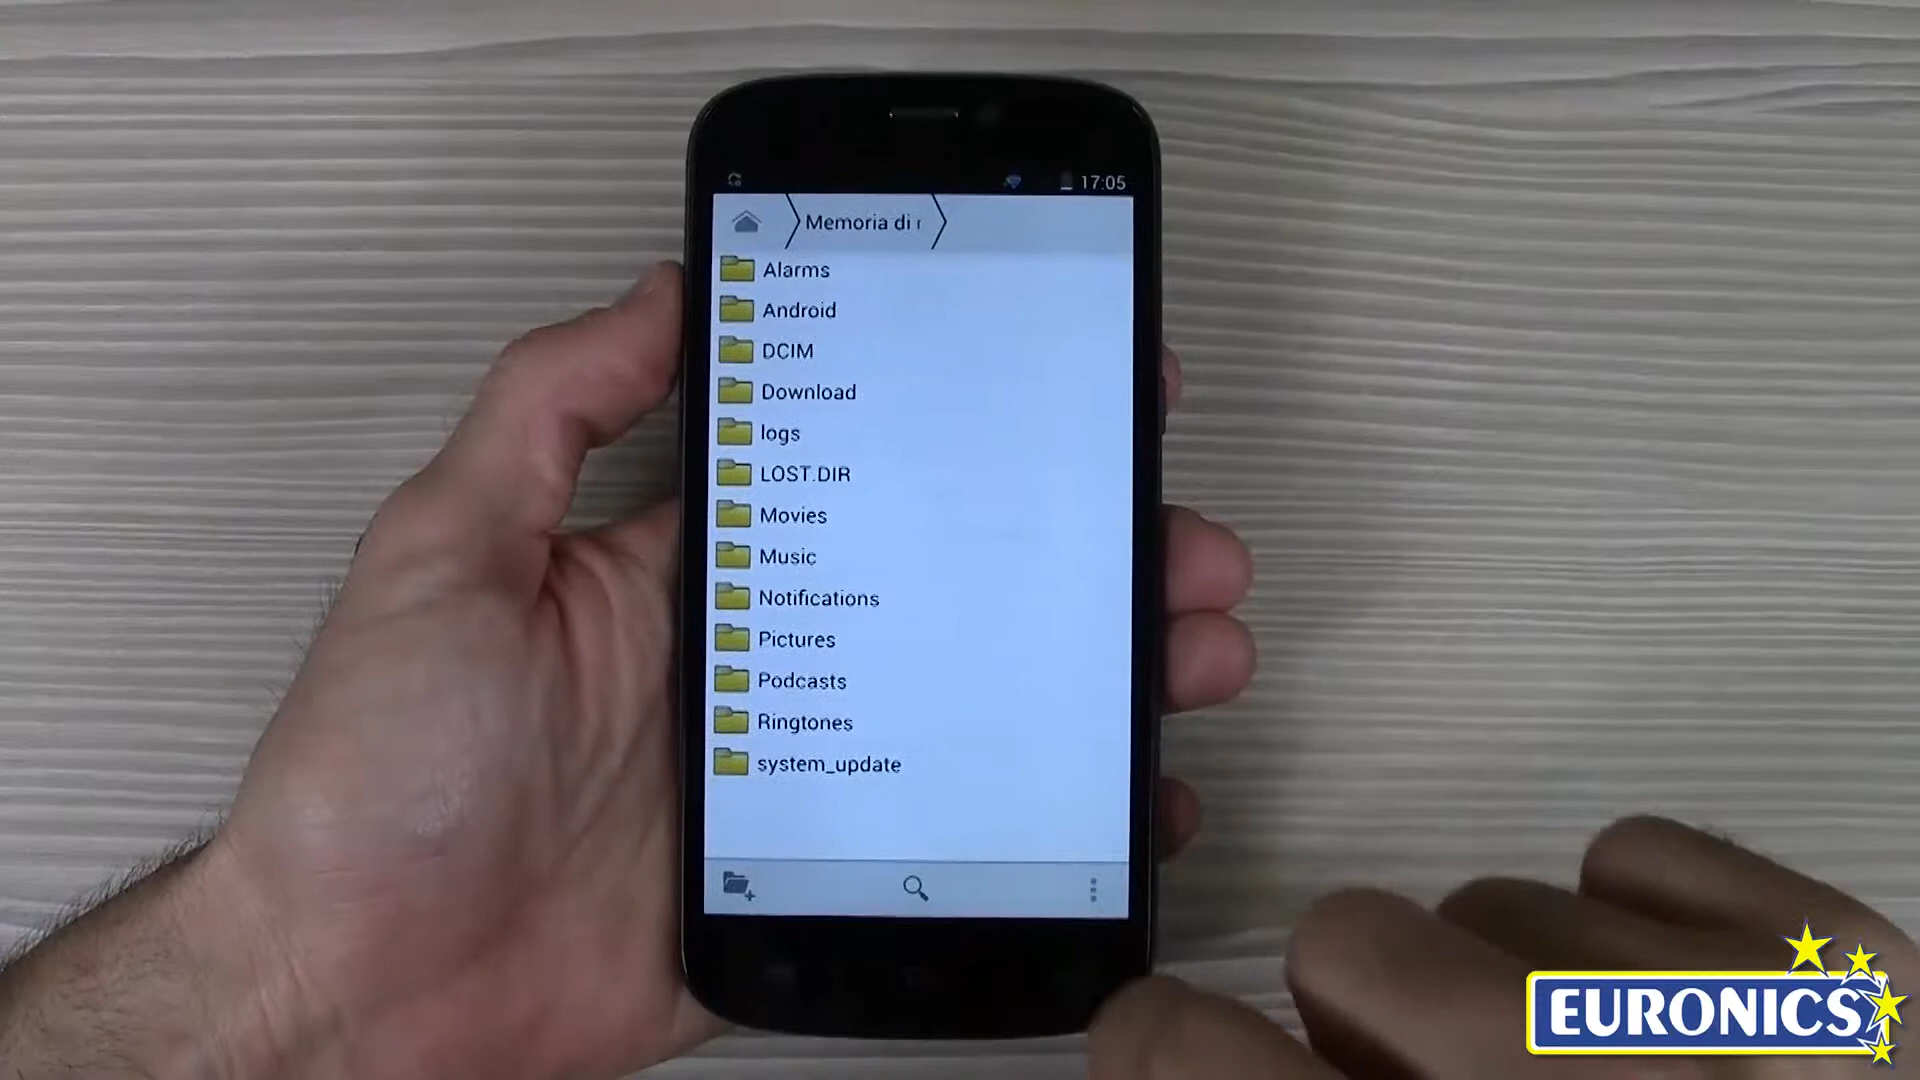 17:05
Memoria di
Alarms
Android
DCIM
Download
logs
LOST.DIR
Movies
Music
Notifications
Pictures
Podcasts
Ringtones
system_update
EURONICS